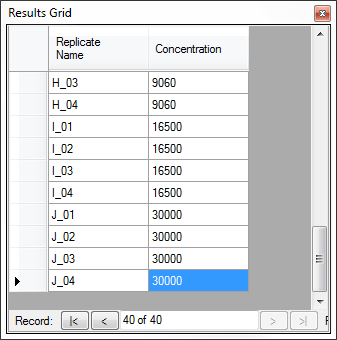 Results Grid
Replicate Name Concentration
H_03 9060
H_04 9060
I_01 16500
I_02 16500
I_03 16500
I_04 16500
J_01 30000
J_02 30000
J_03 30000
J_04 30000
Record: |< < 40 of 40 > >|